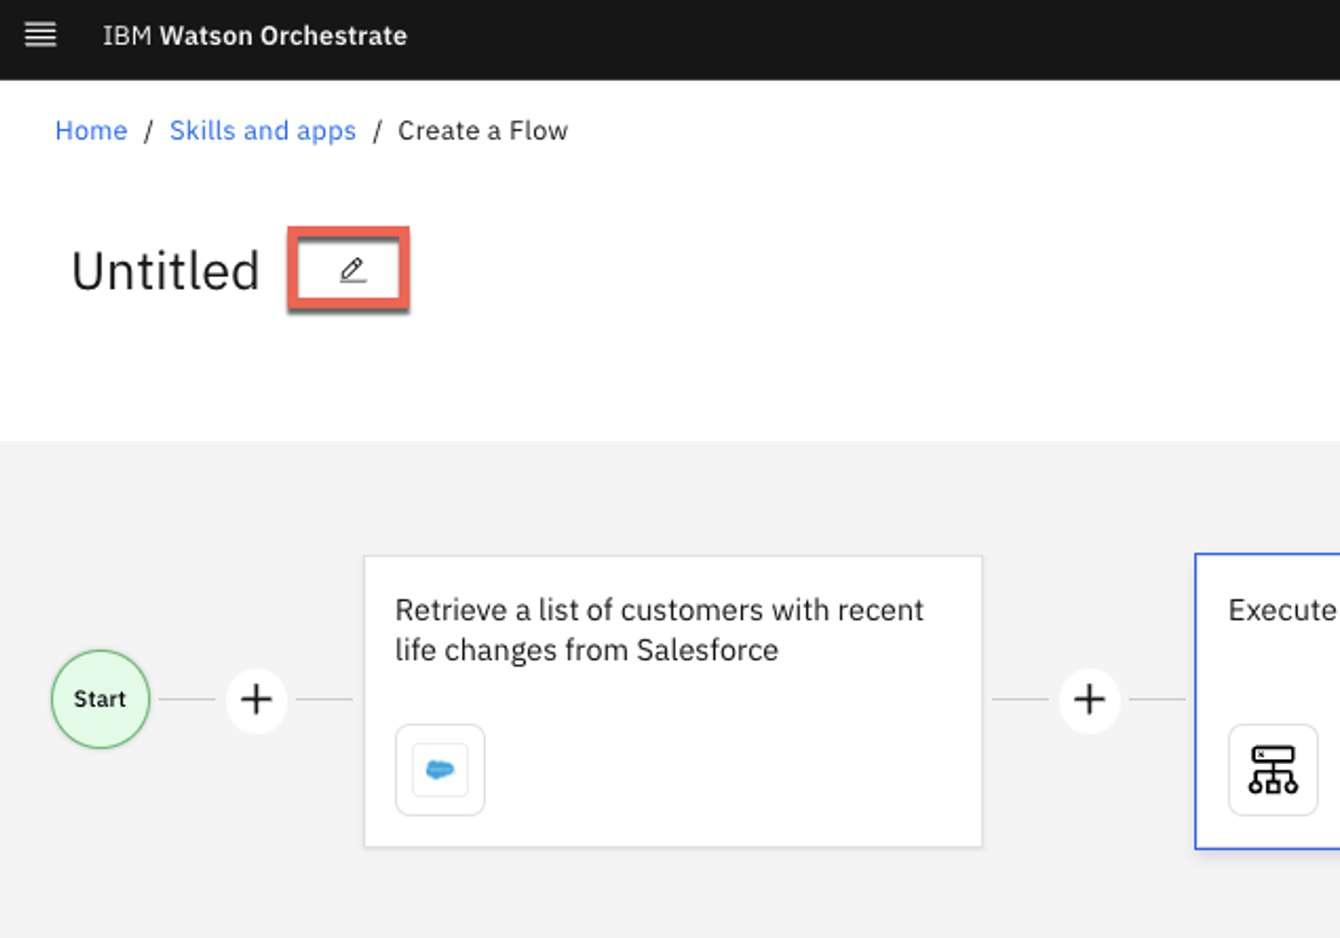 IBM Watson Orchestrate
Home / Skills and apps / Create a Flow
Untitled
Start
Retrieve a list of customers with recent
life changes from Salesforce
Execute